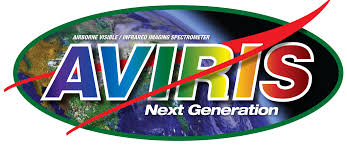 AIRBORNE VISIBLE / INFRARED IMAGING SPECTROMETER
AVIRIS
Next Generation